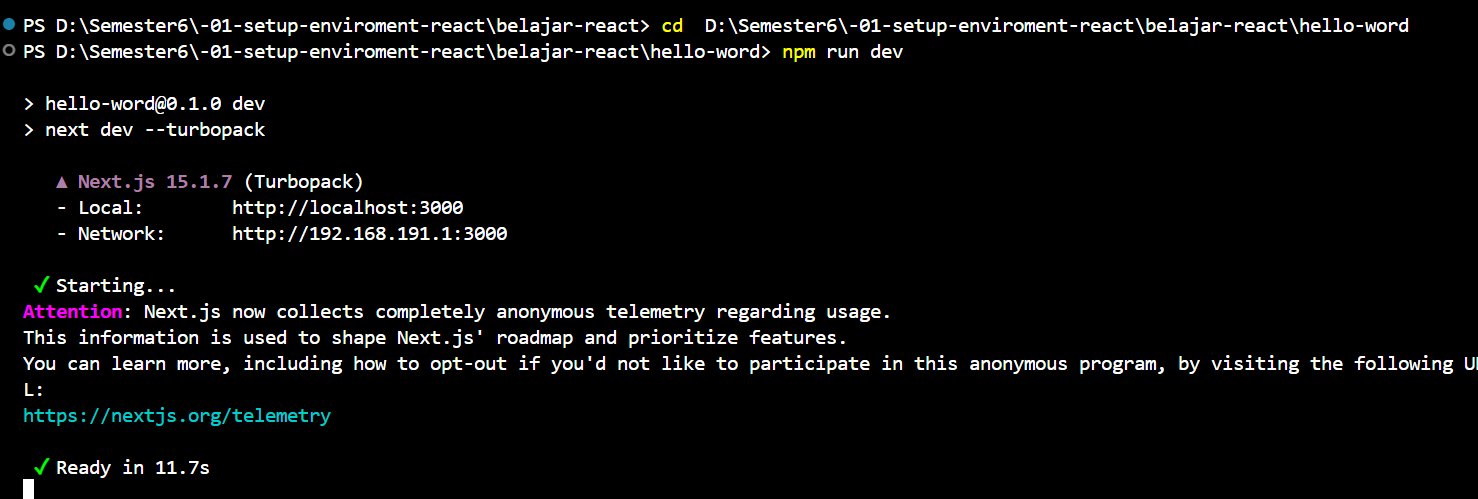 PS D:\Semester6\-01-setup-enviroment-react\belajar-react> cd  D:\Semester6\-01-setup-enviroment-react\belajar-react\hello-word
PS D:\Semester6\-01-setup-enviroment-react\belajar-react\hello-word> npm run dev
> hello-word@0.1.0 dev
> next dev --turbopack
▲ Next.js 15.1.7 (Turbopack)
- Local:        http://localhost:3000
- Network:      http://192.168.191.1:3000
✓ Starting...
Attention: Next.js now collects completely anonymous telemetry regarding usage.
This information is used to shape Next.js' roadmap and prioritize features.
You can learn more, including how to opt-out if you'd not like to participate in this anonymous program, by visiting the following UR
L:
https://nextjs.org/telemetry
✓ Ready in 11.7s